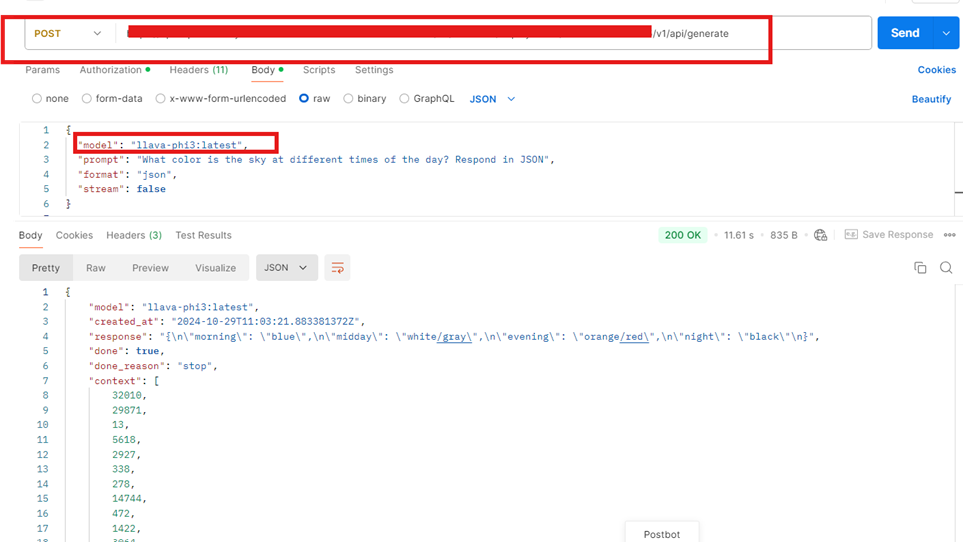 POST /v1/api/generate Send
Params Authorization Headers (11) Body Scripts Settings Cookies
none form-data x-www-form-urlencoded raw binary GraphQL JSON Beautify
1 {
2 "model": "llava-phi3:latest",
3 "prompt": "What color is the sky at different times of the day? Respond in JSON",
4 "format": "json",
5 "stream": false
6 }
Body Cookies Headers (3) Test Results 200 OK 11.61 s 835 B Save Response
Pretty Raw Preview Visualize JSON
1 {
2 "model": "llava-phi3:latest",
3 "created_at": "2024-10-29T11:03:21.883381372Z",
4 "response": "{\n\"morning\": \"blue\",\n\"midday\": \"white/gray\",\n\"evening\": \"orange/red\",\n\"night\": \"black\"\n}",
5 "done": true,
6 "done_reason": "stop",
7 "context": [
8 32010,
9 29871,
10 13,
11 5618,
12 2927,
13 338,
14 278,
15 14744,
16 472,
17 1422,
Postbot